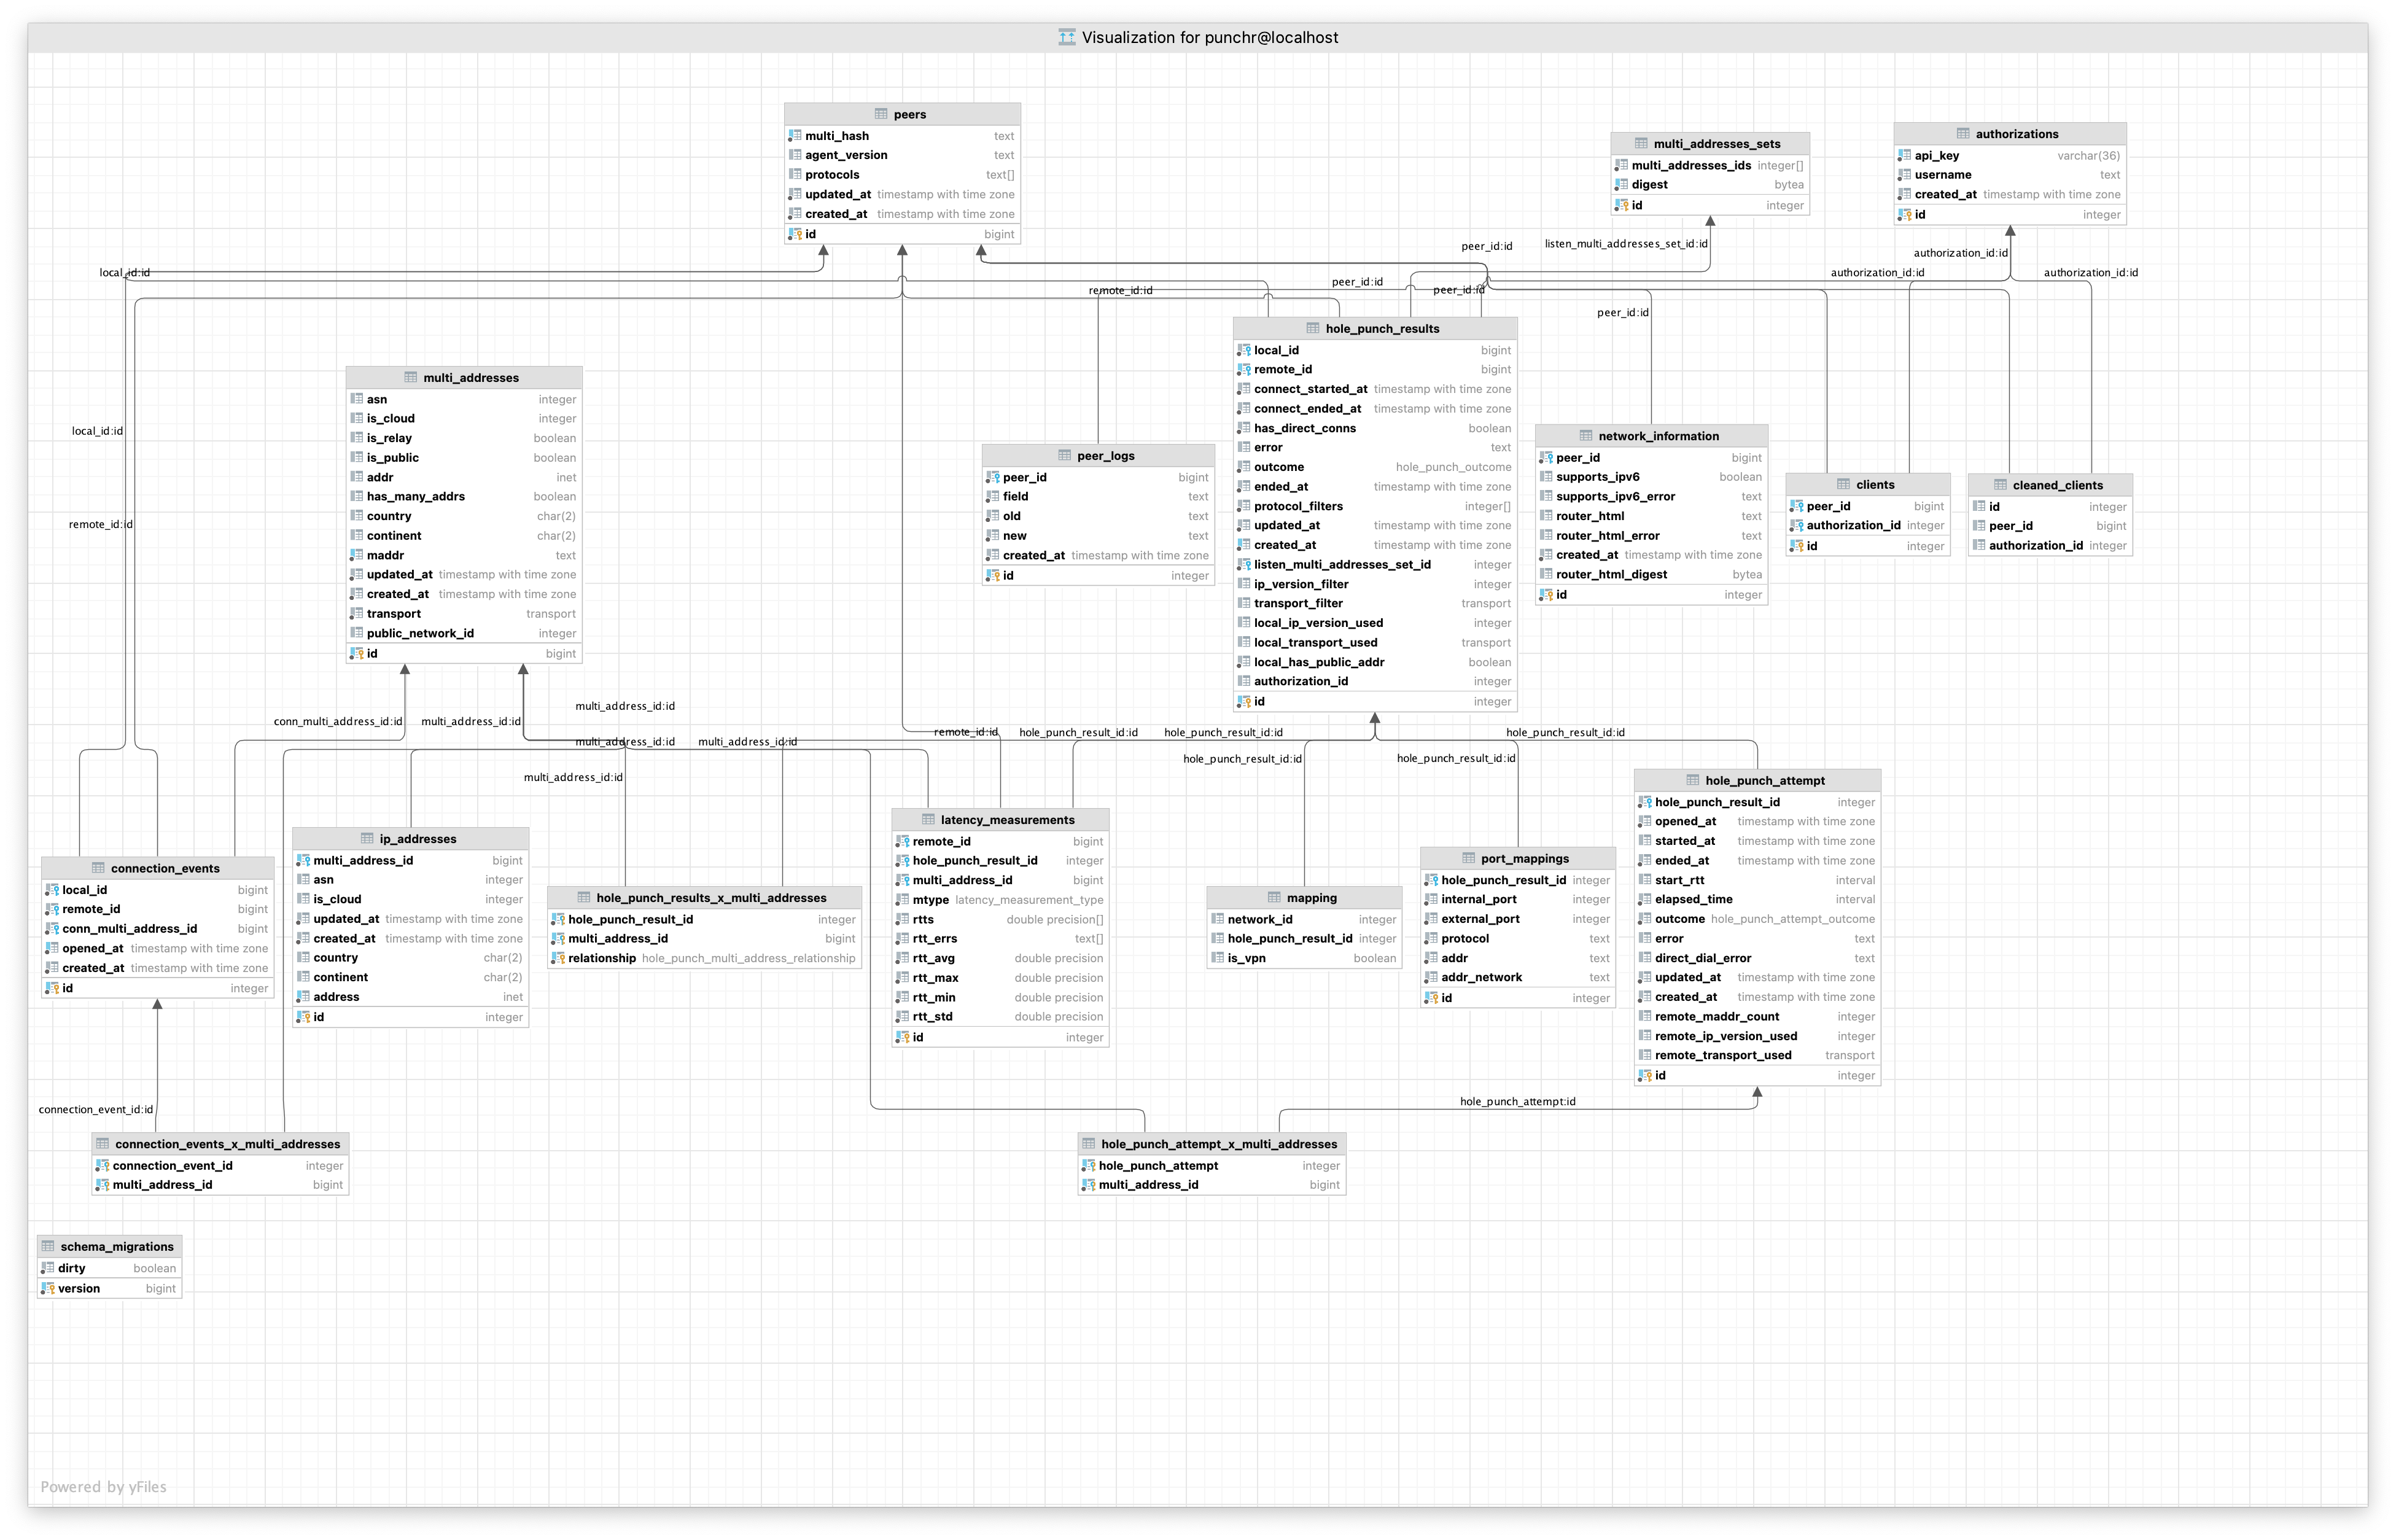 Visualization for punchr@localhost
peers
multi_hash text
agent_version text
protocols text[]
updated_at timestamp with time zone
created_at timestamp with time zone
id bigint
multi_addresses_sets
multi_addresses_ids integer[]
digest bytea
id integer
authorizations
api_key varchar(36)
username text
created_at timestamp with time zone
id integer
peer_id:id
listen_multi_addresses_set_id:id
authorization_id:id
local_id:id
authorization_id:id
authorization_id:id
peer_id:id
remote_id:id
peer_id:id
peer_id:id
hole_punch_results
local_id bigint
remote_id bigint
connect_started_at timestamp with time zone
connect_ended_at timestamp with time zone
has_direct_conns boolean
error text
outcome hole_punch_outcome
ended_at timestamp with time zone
protocol_filters integer[]
updated_at timestamp with time zone
created_at timestamp with time zone
listen_multi_addresses_set_id integer
ip_version_filter integer
transport_filter transport
local_ip_version_used integer
local_transport_used transport
local_has_public_addr boolean
authorization_id integer
id integer
multi_addresses
asn integer
is_cloud integer
is_relay boolean
is_public boolean
addr inet
has_many_addrs boolean
country char(2)
continent char(2)
maddr text
updated_at timestamp with time zone
created_at timestamp with time zone
transport transport
public_network_id integer
id bigint
local_id:id
remote_id:id
peer_logs
peer_id bigint
field text
old text
new text
created_at timestamp with time zone
id integer
network_information
peer_id bigint
supports_ipv6 boolean
supports_ipv6_error text
router_html text
router_html_error text
created_at timestamp with time zone
router_html_digest bytea
id integer
clients
peer_id bigint
authorization_id integer
id integer
cleaned_clients
id integer
peer_id bigint
authorization_id integer
multi_address_id:id
conn_multi_address_id:id
multi_address_id:id
remote_id:id
hole_punch_result_id:id
hole_punch_result_id:id
hole_punch_result_id:id
multi_address_id:id
multi_address_id:id
hole_punch_result_id:id
hole_punch_result_id:id
multi_address_id:id
hole_punch_attempt
hole_punch_result_id integer
opened_at timestamp with time zone
started_at timestamp with time zone
ended_at timestamp with time zone
start_rtt interval
elapsed_time interval
outcome hole_punch_attempt_outcome
error text
direct_dial_error text
updated_at timestamp with time zone
created_at timestamp with time zone
remote_maddr_count integer
remote_ip_version_used integer
remote_transport_used transport
id integer
latency_measurements
remote_id bigint
hole_punch_result_id integer
multi_address_id bigint
mtype latency_measurement_type
rtts double precision[]
rtt_errs text[]
rtt_avg double precision
rtt_max double precision
rtt_min double precision
rtt_std double precision
id integer
ip_addresses
multi_address_id bigint
asn integer
is_cloud integer
updated_at timestamp with time zone
created_at timestamp with time zone
country char(2)
continent char(2)
address inet
id integer
port_mappings
hole_punch_result_id integer
internal_port integer
external_port integer
protocol text
addr text
addr_network text
id integer
connection_events
local_id bigint
remote_id bigint
conn_multi_address_id bigint
opened_at timestamp with time zone
created_at timestamp with time zone
id integer
hole_punch_results_x_multi_addresses
hole_punch_result_id integer
multi_address_id bigint
relationship hole_punch_multi_address_relationship
mapping
network_id integer
hole_punch_result_id integer
is_vpn boolean
hole_punch_attempt:id
connection_event_id:id
connection_events_x_multi_addresses
connection_event_id integer
multi_address_id bigint
hole_punch_attempt_x_multi_addresses
hole_punch_attempt integer
multi_address_id bigint
schema_migrations
dirty boolean
version bigint
Powered by yFiles